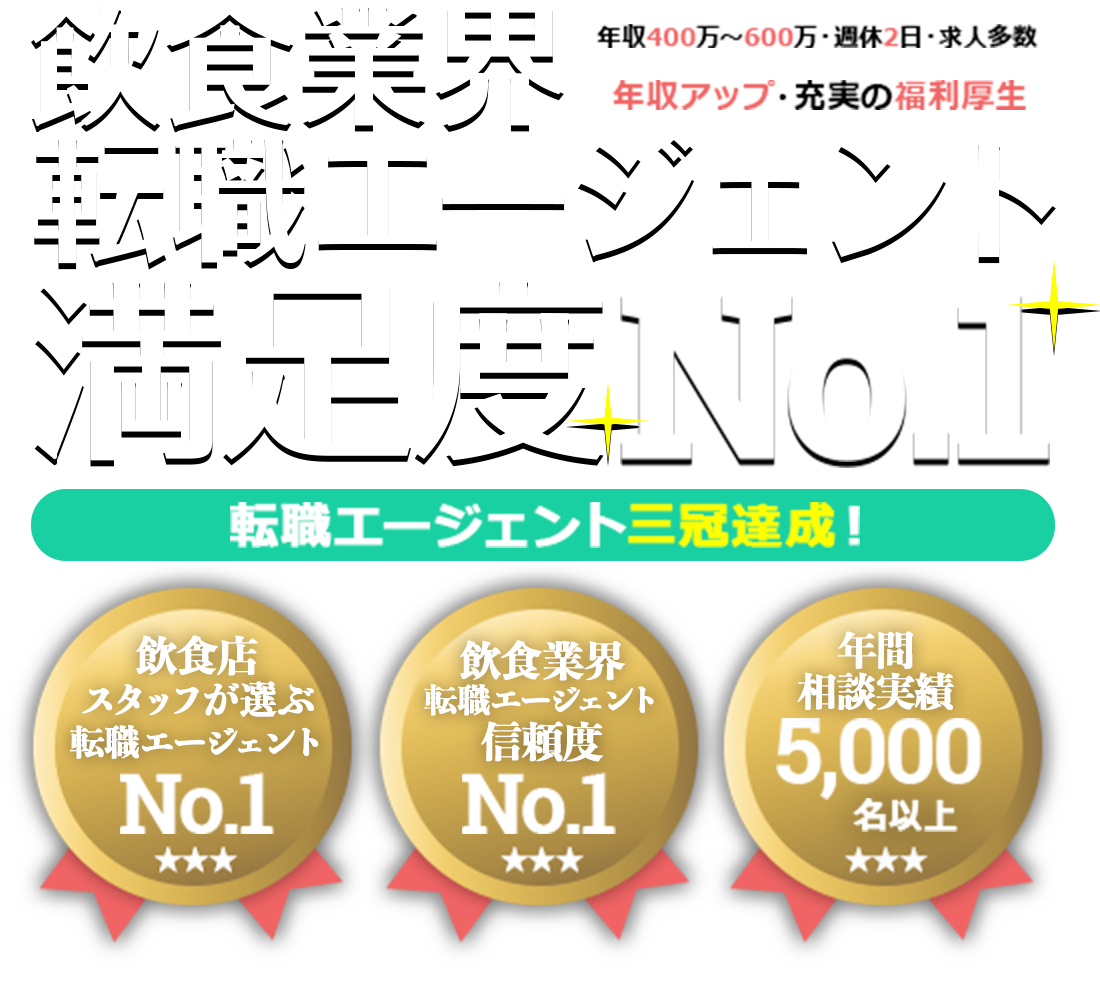 飲食業界
年収400万〜600万・週休2日・求人多数
年収アップ・充実の福利厚生
転職エージェント
満足度No.1
転職エージェント三冠達成！
飲食店
スタッフが選ぶ
転職エージェント
No.1
★★★
飲食業界
転職エージェント
信頼度
No.1
★★★
年間
相談実績
5,000
名以上
★★★